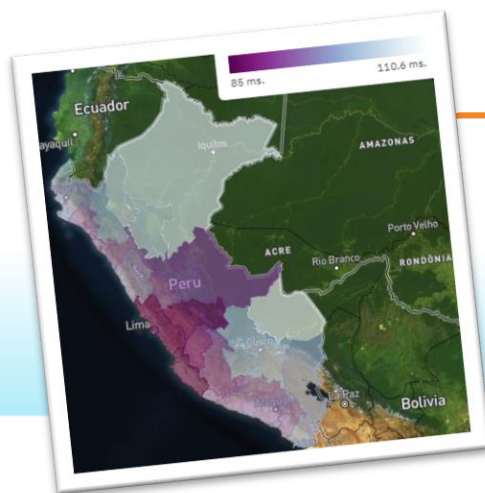 85 ms.
110.6 ms.
Ecuador
Iquitos
AMAZONAS
Porto Velho
ACRE
Rio Branco
RONDÔNIA
Peru
Lima
La Paz
Bolivia